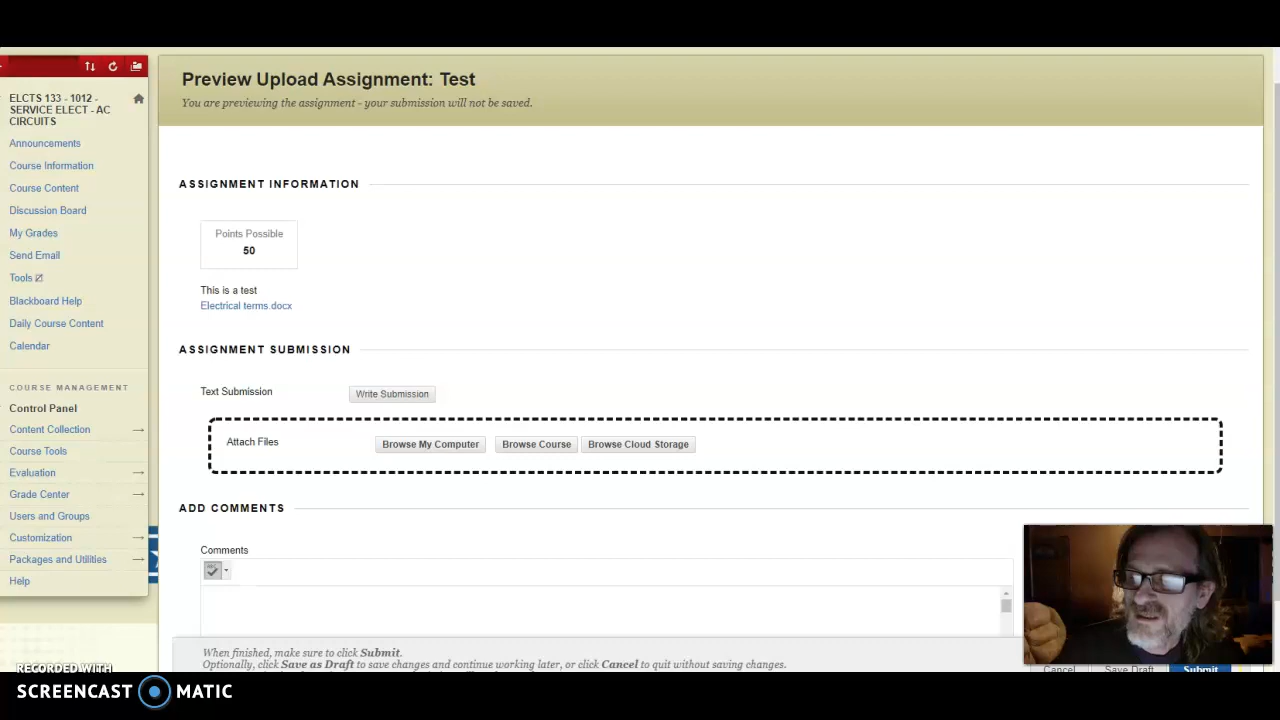 Preview Upload Assignment: Test
You are previewing the assignment - your submission will not be saved.
ELCTS 133 - 1012 -
SERVICE ELECT - AC
CIRCUITS
Announcements
Course Information
Course Content
Discussion Board
My Grades
Send Email
Tools
Blackboard Help
Daily Course Content
Calendar
COURSE MANAGEMENT
Control Panel
Content Collection
Course Tools
Evaluation
Grade Center
Users and Groups
Customization
Packages and Utilities
Help
ASSIGNMENT INFORMATION
Points Possible
50
This is a test
Electrical terms.docx
ASSIGNMENT SUBMISSION
Text Submission
Write Submission
Attach Files
Browse My Computer
Browse Course
Browse Cloud Storage
ADD COMMENTS
Comments
When finished, make sure to click Submit.
Optionally, click Save as Draft to save changes and continue working later, or click Cancel to quit without saving changes.
Cancel
Save Draft
Submit
RECORDED WITH
SCREENCAST MATIC